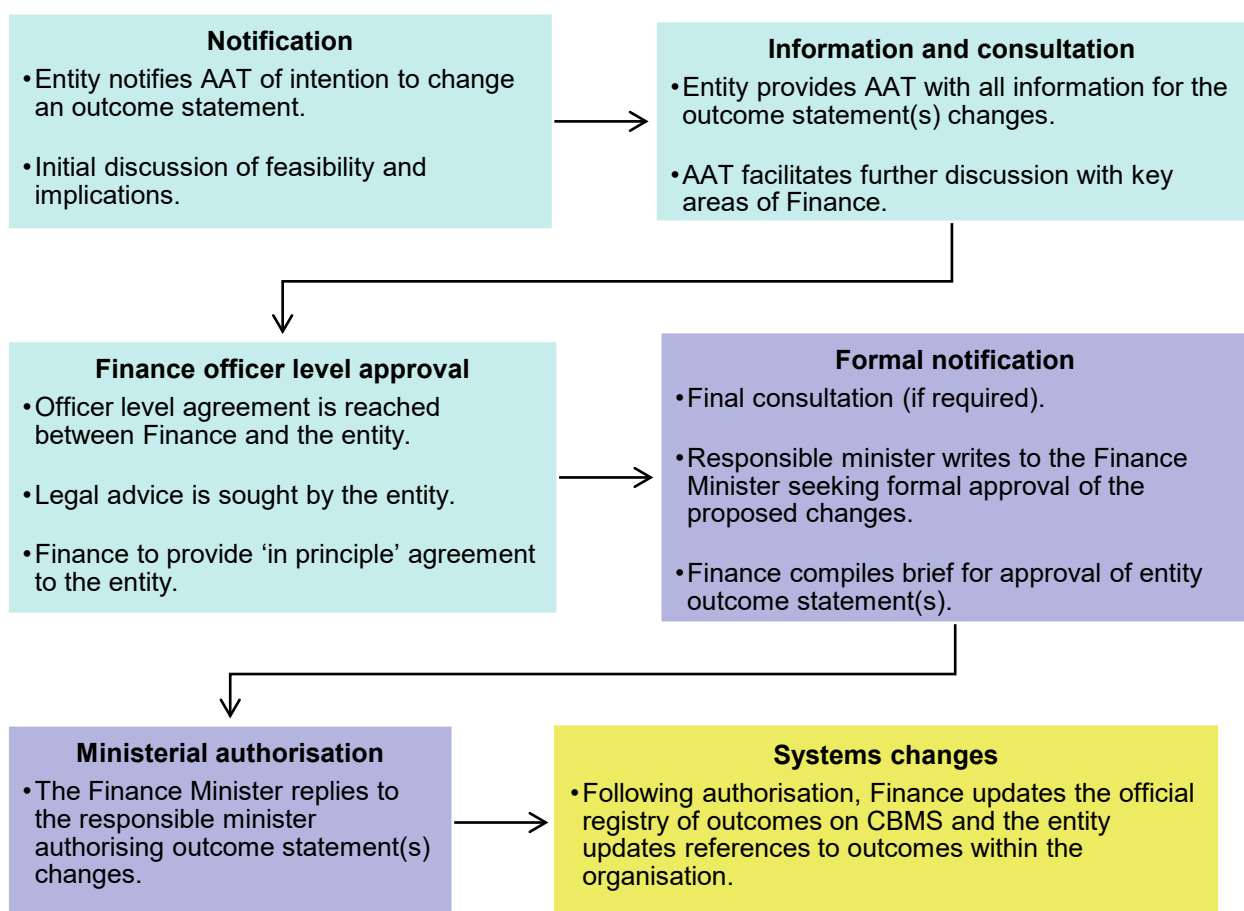 Notification
•Entity notifies AAT of intention to change
an outcome statement.
•Initial discussion of feasibility and
implications.
Information and consultation
•Entity provides AAT with all information for the
outcome statement(s) changes.
•AAT facilitates further discussion with key
areas of Finance.
Finance officer level approval
•Officer level agreement is reached
between Finance and the entity.
•Legal advice is sought by the entity.
•Finance to provide ‘in principle’ agreement
to the entity.
Formal notification
•Final consultation (if required).
•Responsible minister writes to the Finance
Minister seeking formal approval of the
proposed changes.
•Finance compiles brief for approval of entity
outcome statement(s).
Ministerial authorisation
•The Finance Minister replies to
the responsible minister
authorising outcome statement(s)
changes.
Systems changes
•Following authorisation, Finance updates the official
registry of outcomes on CBMS and the entity
updates references to outcomes within the
organisation.